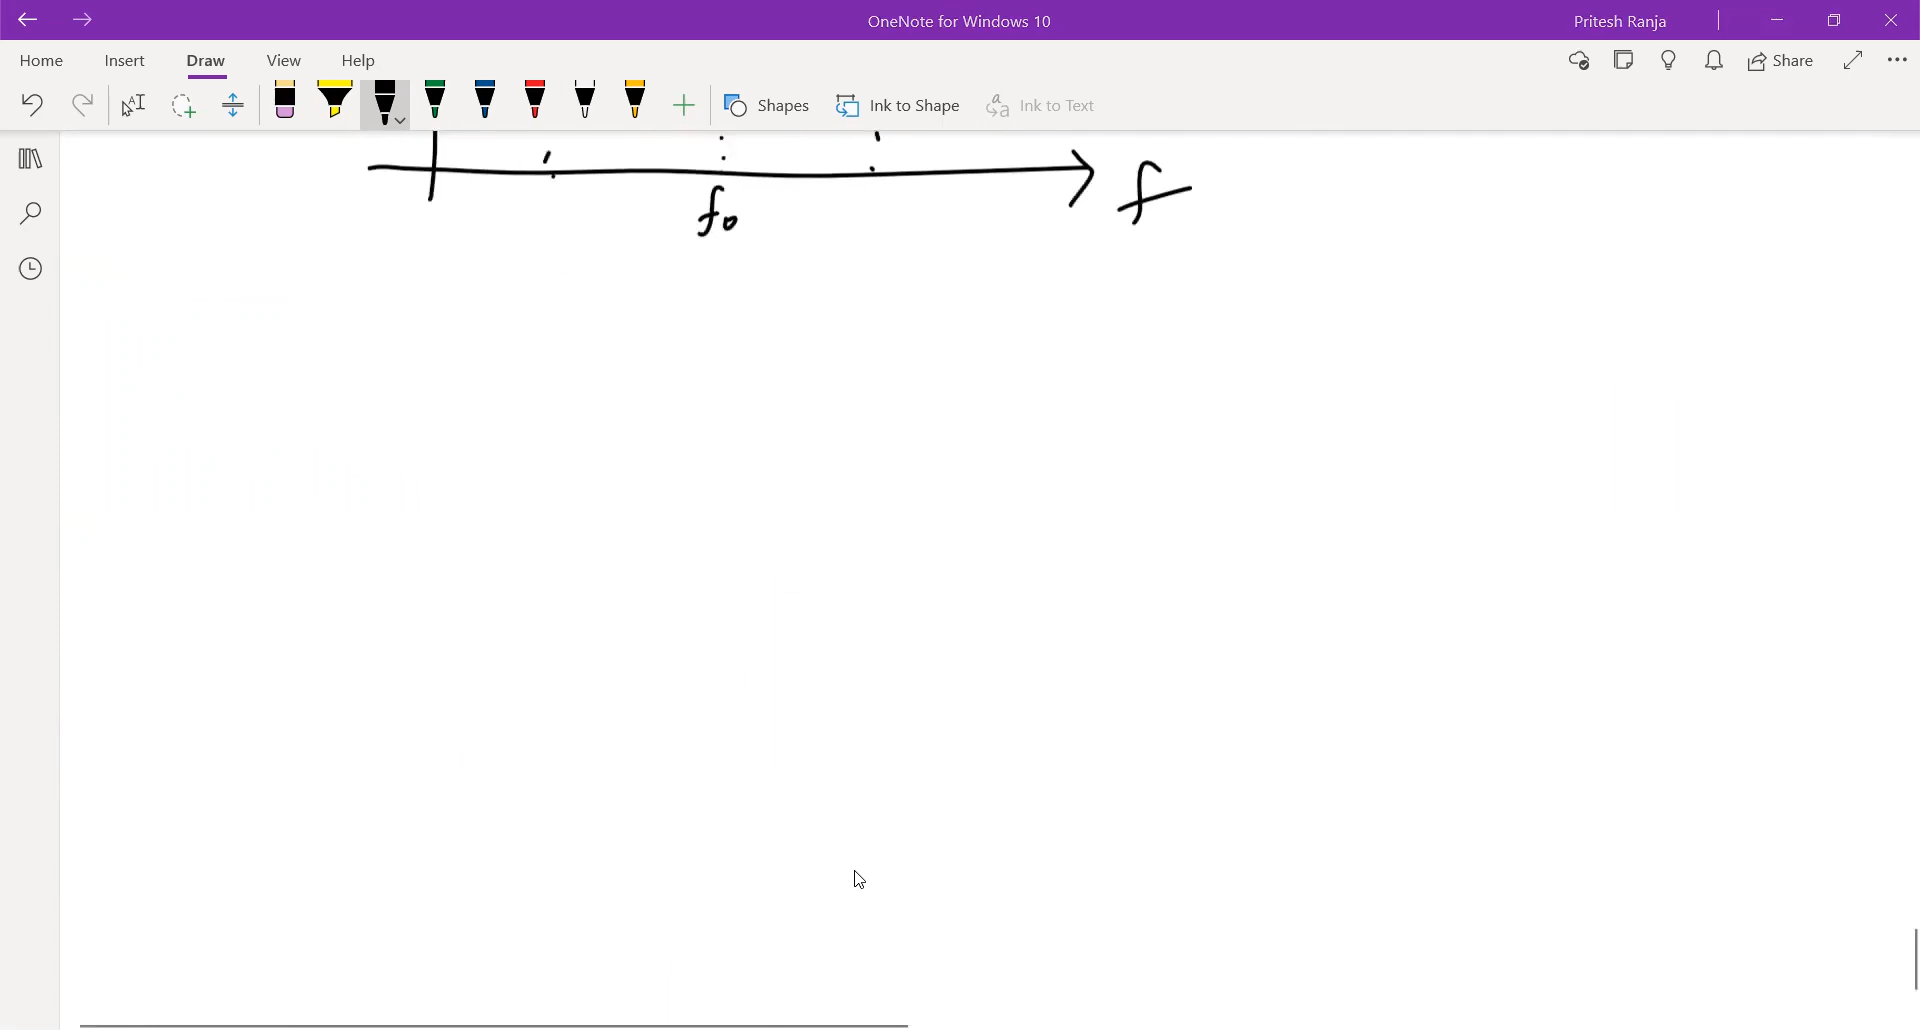 OneNote for Windows 10
Pritesh Ranja
Home Insert Draw View Help
Share
Shapes
Ink to Shape
Ink to Text
f₀
f